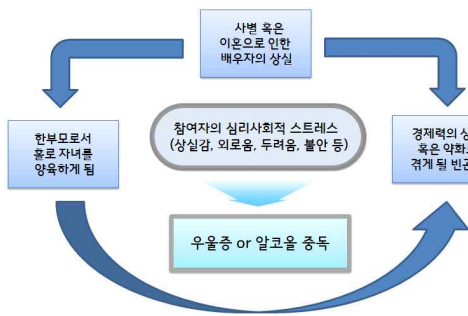 사별 혹은
이혼으로 인한
배우자의 상실
참여자의 심리사회적 스트레스
(상실감, 외로움, 두려움, 불안 등)
한부모로서
홀로 자녀를
양육하게 됨
경제력의 상
혹은 약화로
겪게 될 빈곤
우울증 or 알코올 중독